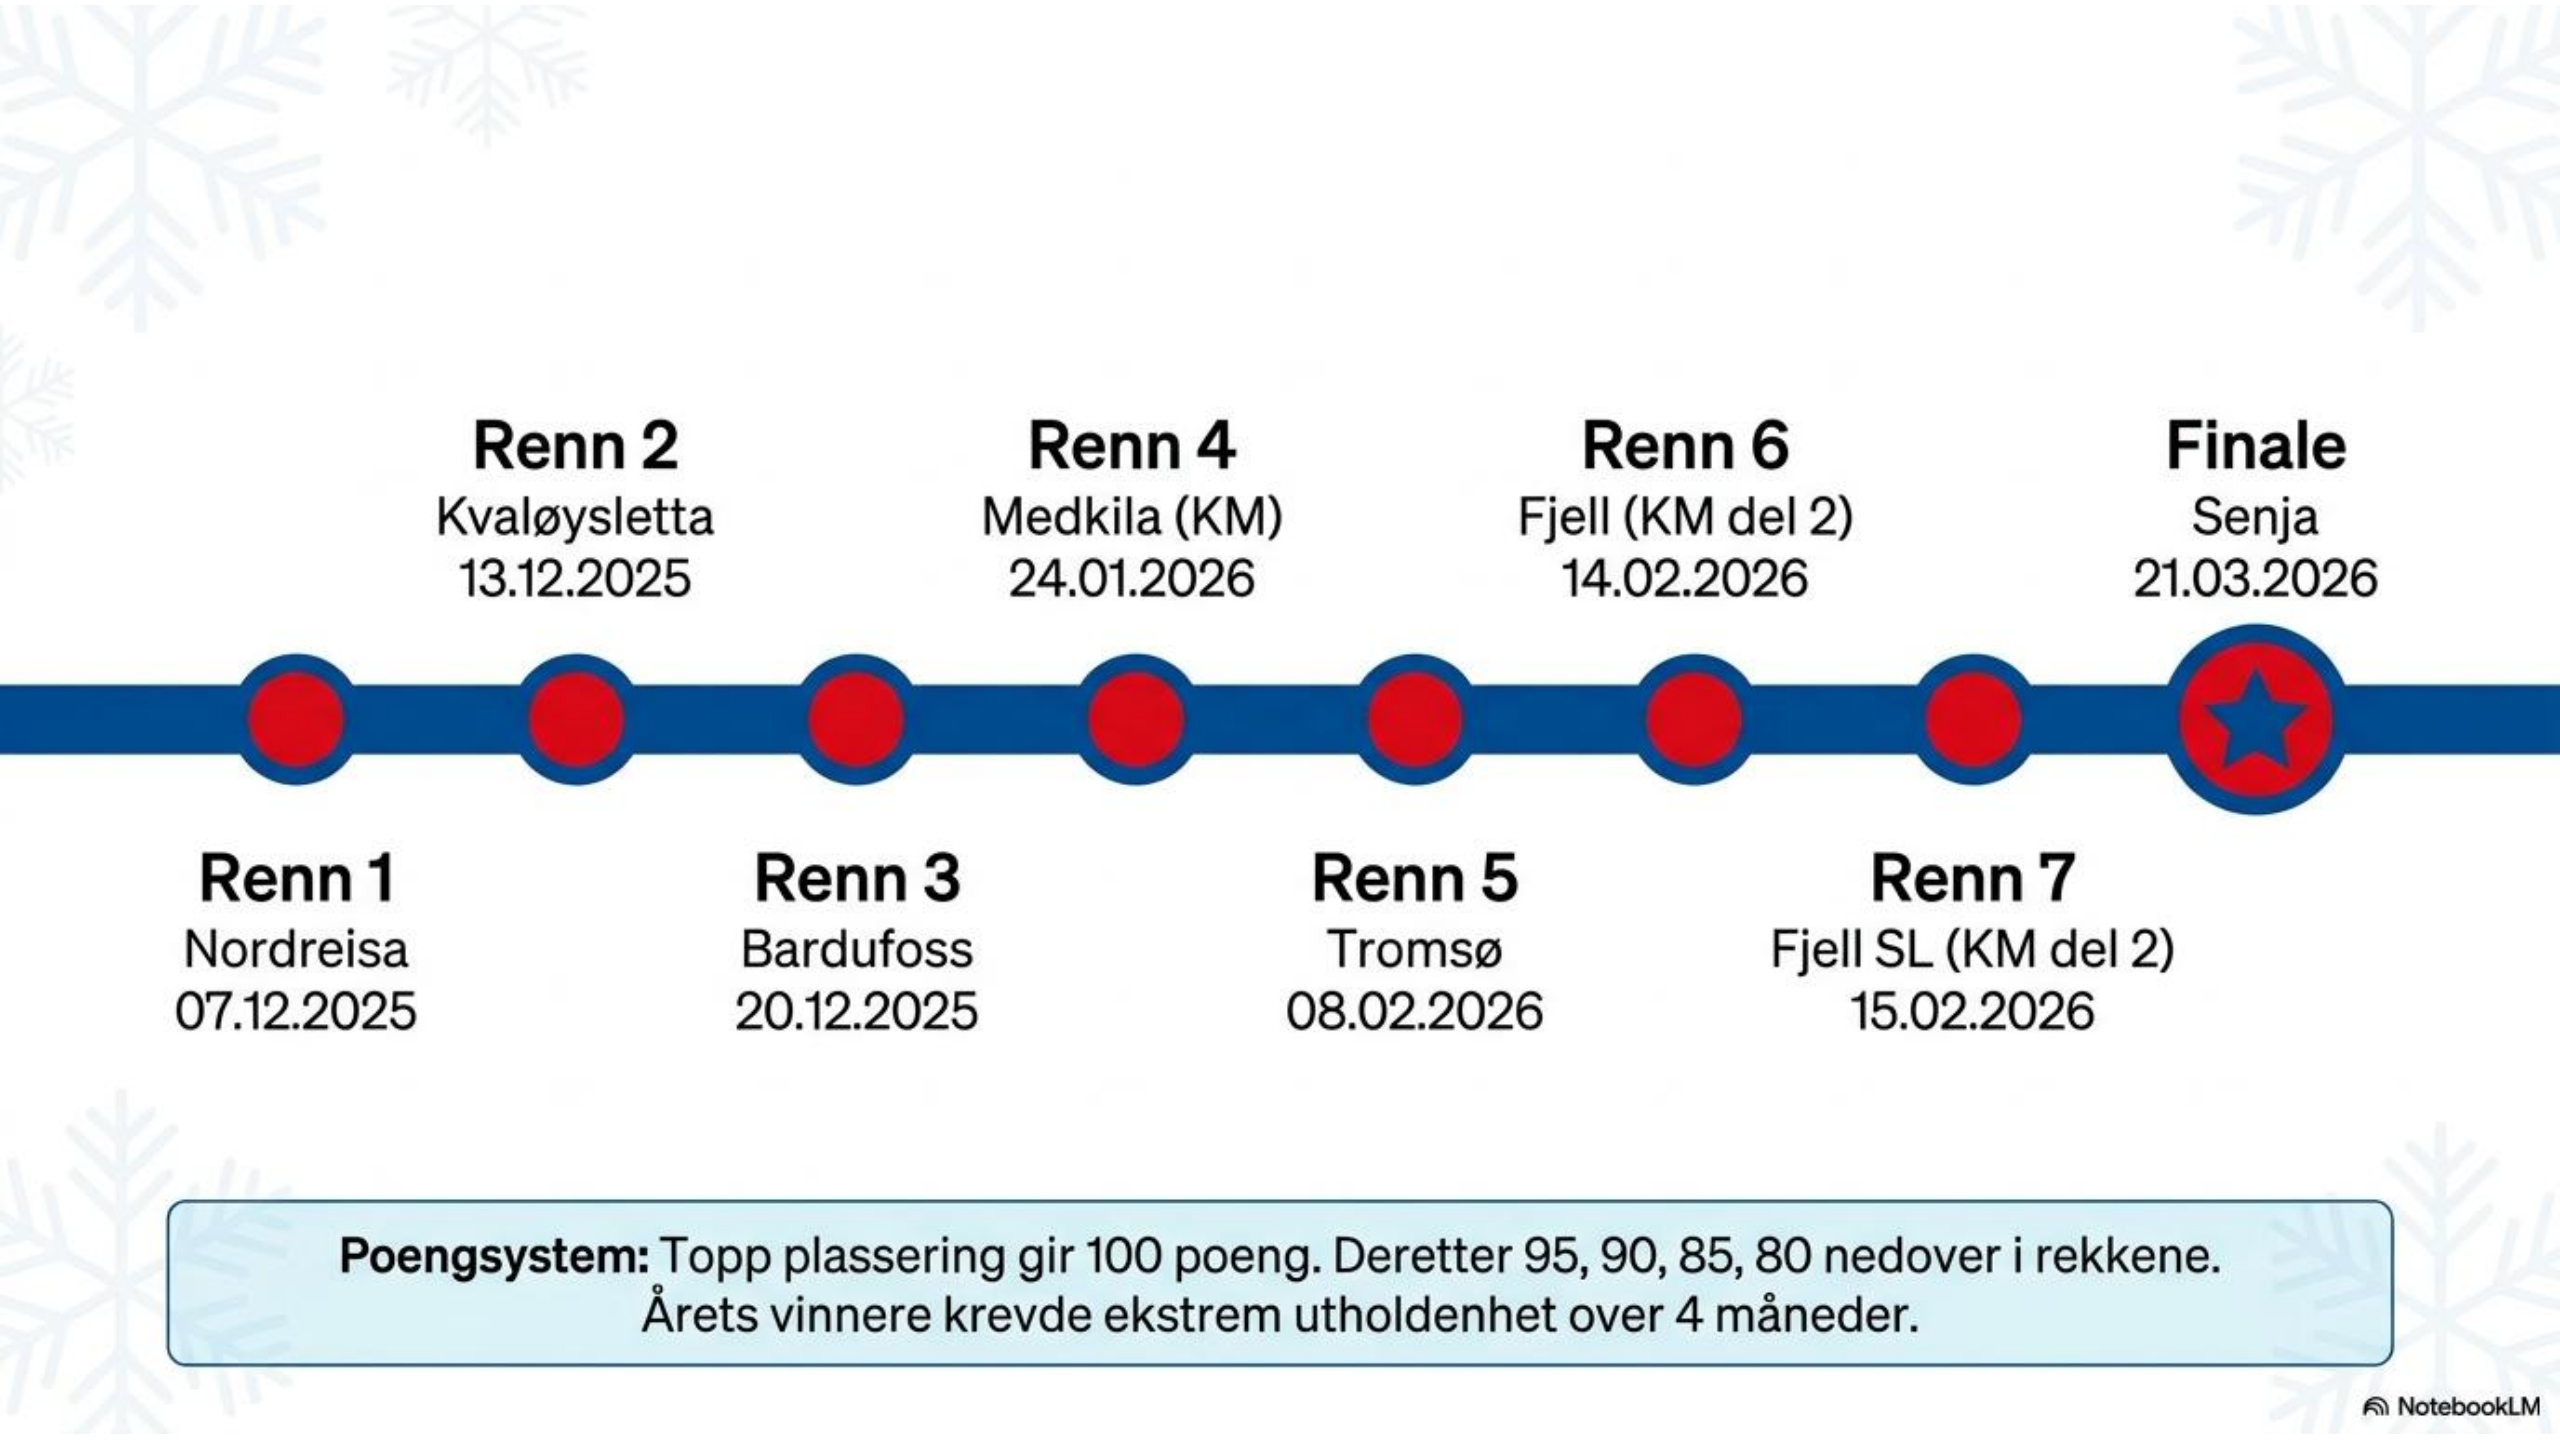 Renn 2
Kvaløysletta
13.12.2025
Renn 4
Medkila (KM)
24.01.2026
Renn 6
Fjell (KM del 2)
14.02.2026
Finale
Senja
21.03.2026
Renn 1
Nordreisa
07.12.2025
Renn 3
Bardufoss
20.12.2025
Renn 5
Tromsø
08.02.2026
Renn 7
Fjell SL (KM del 2)
15.02.2026
Poengsystem: Topp plassering gir 100 poeng. Deretter 95, 90, 85, 80 nedover i rekkene.
Årets vinnere krevde ekstrem utholdenhet over 4 måneder.
NotebookLM